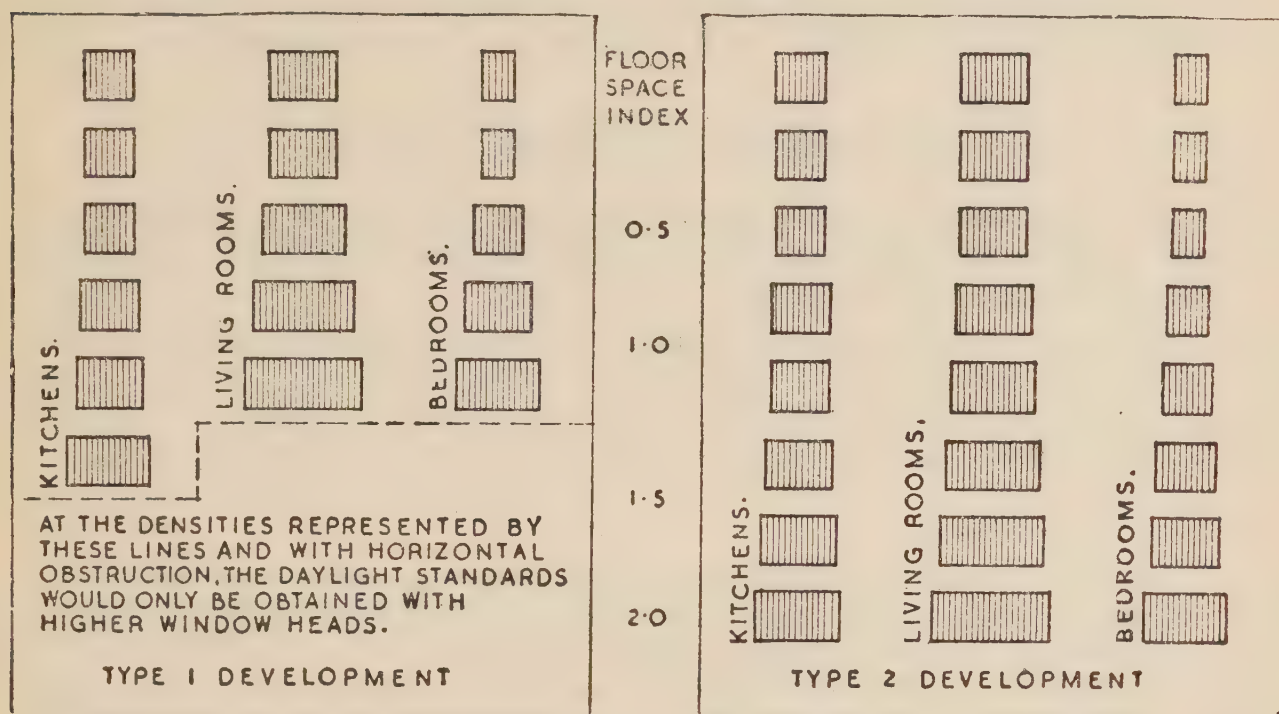 KITCHENS.
LIVING ROOMS.
BEDROOMS.
AT THE DENSITIES REPRESENTED BY
THESE LINES AND WITH HORIZONTAL
OBSTRUCTION, THE DAYLIGHT STANDARDS
WOULD ONLY BE OBTAINED WITH
HIGHER WINDOW HEADS.
TYPE 1 DEVELOPMENT
FLOOR
SPACE
INDEX
0·5
1·0
1·5
2·0
KITCHENS.
LIVING ROOMS.
BEDROOMS.
TYPE 2 DEVELOPMENT